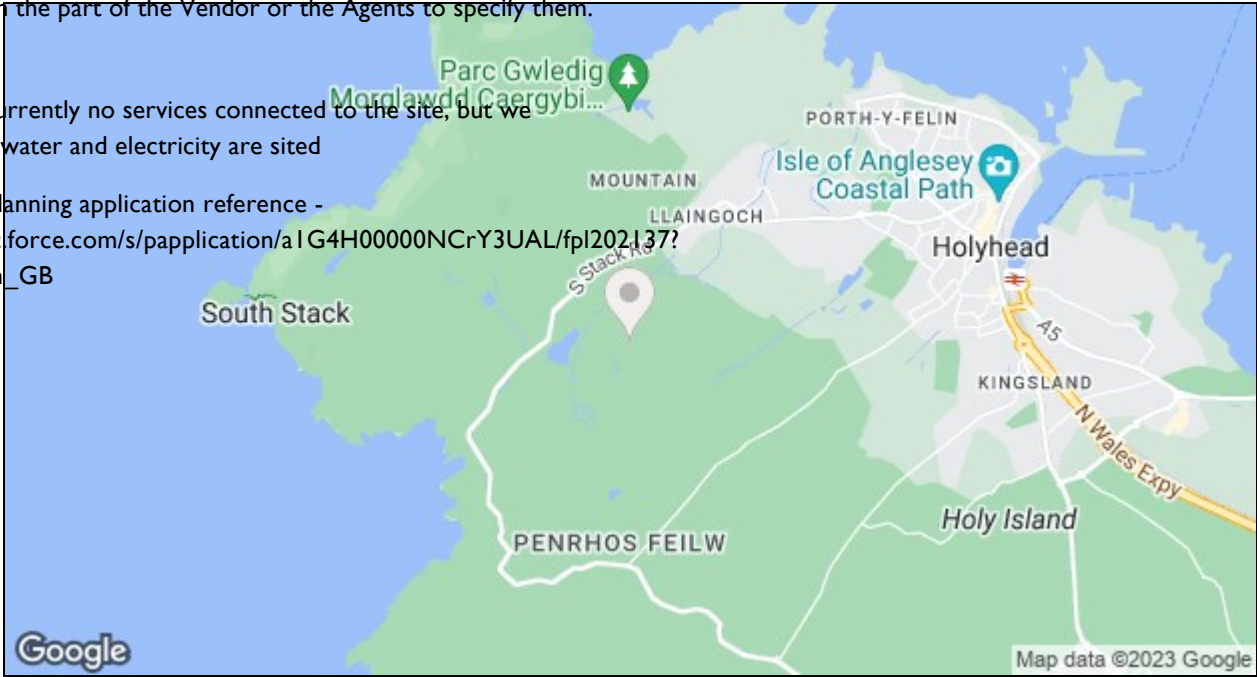 n the part of the Vendor or the Agents to specify them.
Parc Gwledig
Morglawdd Caergybi...
urrently no services connected to the site, but we
water and electricity are sited
PORTH-Y-FELIN
Isle of Anglesey
Coastal Path
MOUNTAIN
LLAINGOCH
lanning application reference -
.force.com/s/papplication/a1G4H00000NCrY3UAL/fpl202137?
_GB
S Stack Rd
Holyhead
South Stack
A5
KINGSLAND
N Wales Expy
Holy Island
PENRHOS FEILW
Google
Map data ©2023 Google